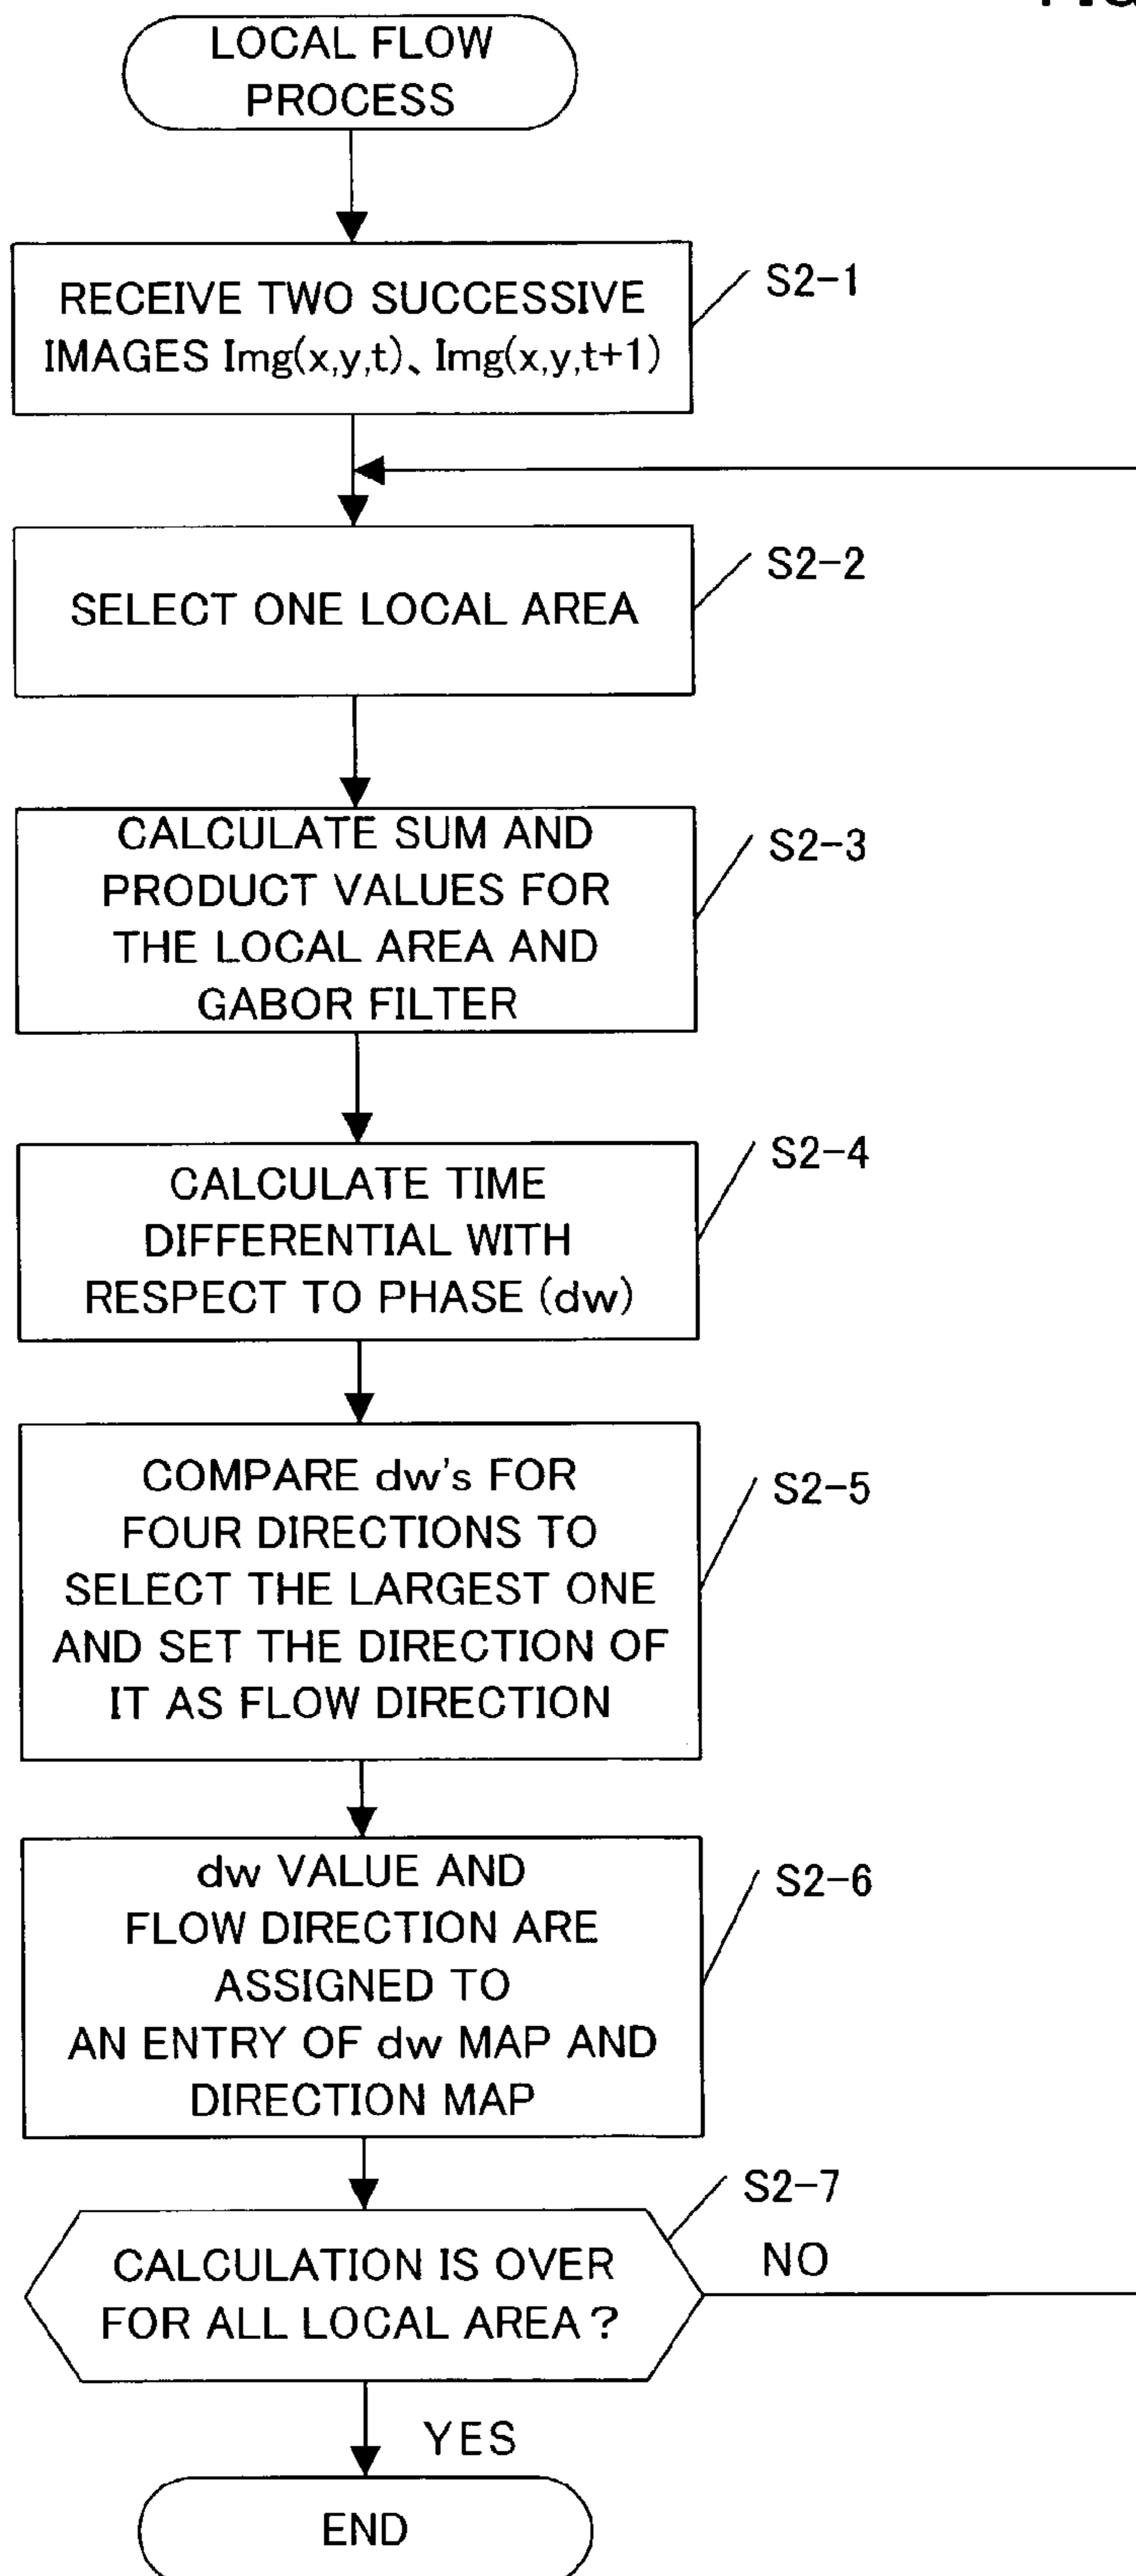 LOCAL FLOW
PROCESS
RECEIVE TWO SUCCESSIVE
IMAGES Img(x,y,t)、Img(x,y,t+1)
S2-1
SELECT ONE LOCAL AREA
S2-2
CALCULATE SUM AND
PRODUCT VALUES FOR
THE LOCAL AREA AND
GABOR FILTER
S2-3
CALCULATE TIME
DIFFERENTIAL WITH
RESPECT TO PHASE (dw)
S2-4
COMPARE dw's FOR
FOUR DIRECTIONS TO
SELECT THE LARGEST ONE
AND SET THE DIRECTION OF
IT AS FLOW DIRECTION
S2-5
dw VALUE AND
FLOW DIRECTION ARE
ASSIGNED TO
AN ENTRY OF dw MAP AND
DIRECTION MAP
S2-6
CALCULATION IS OVER
FOR ALL LOCAL AREA?
S2-7
NO
YES
END